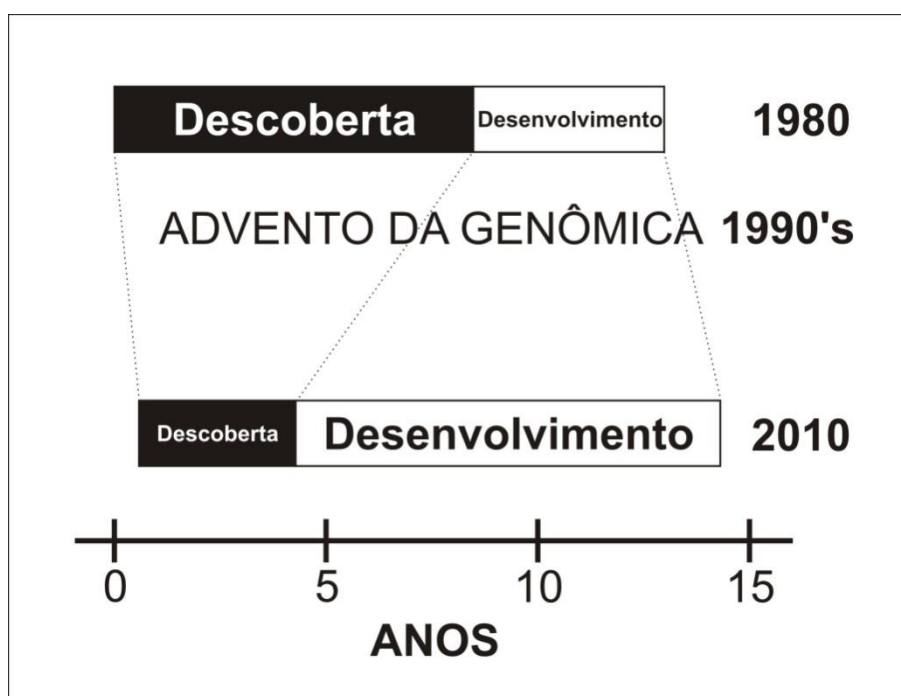 Descoberta Desenvolvimento 1980
ADVENTO DA GENÔMICA 1990's
Descoberta Desenvolvimento 2010
0 5 10 15
ANOS